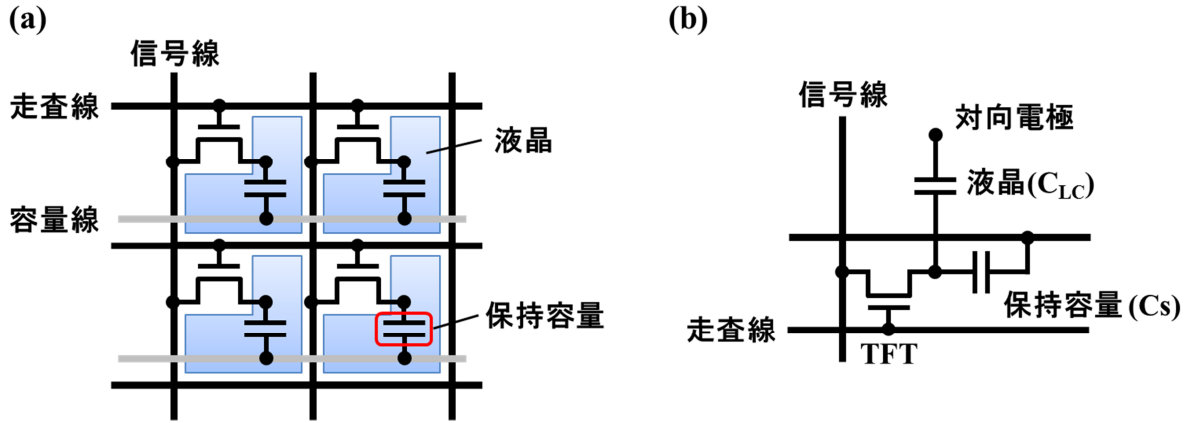 (a)
信号線
走査線
液晶
容量線
保持容量
(b)
信号線
対向電極
液晶(CLC)
保持容量(Cs)
走査線
TFT